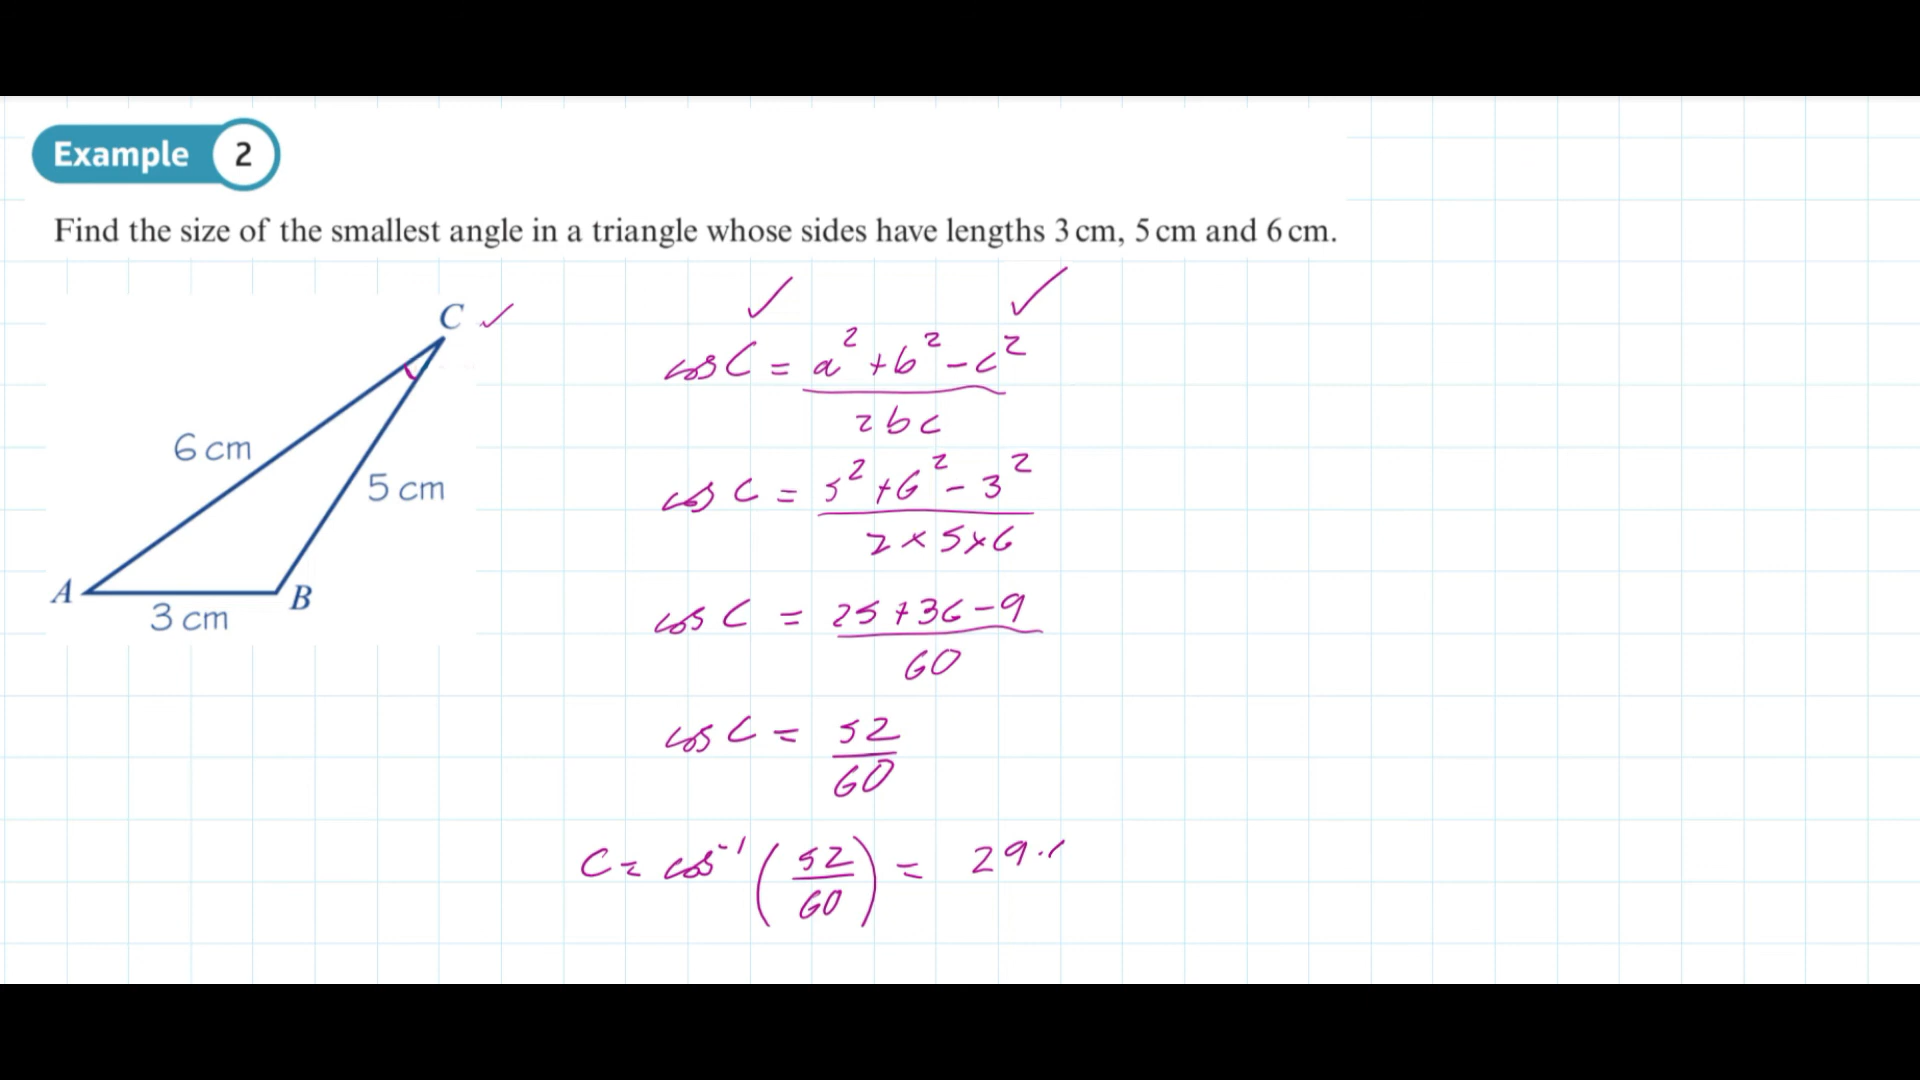 Example 2
Find the size of the smallest angle in a triangle whose sides have lengths 3 cm, 5 cm and 6 cm.
C ✓
6 cm
5 cm
A
B
3 cm
✓ ✓
cos C = a² + b² - c²
2bc
cos C = 5² + 6² - 3²
2 × 5 × 6
cos C = 25 + 36 - 9
60
cos C = 52
60
C = cos⁻¹ (52/60) = 29.